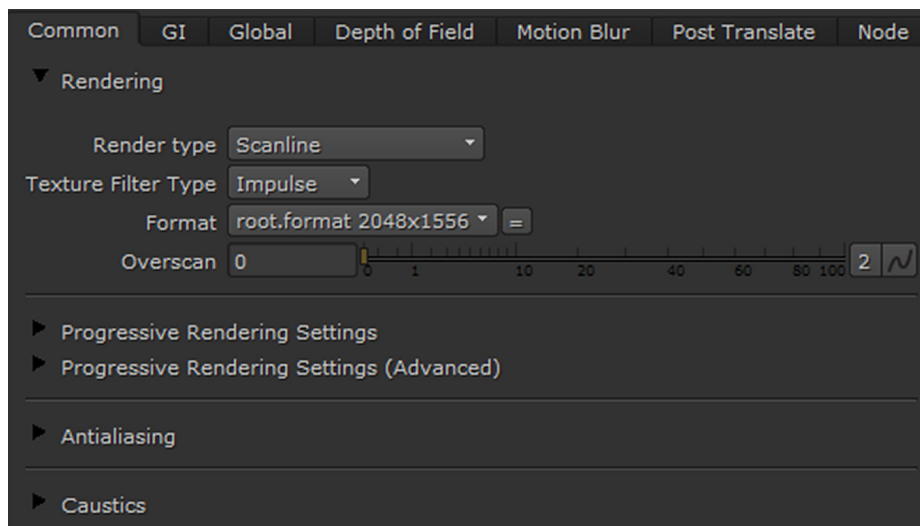 Common GI Global Depth of Field Motion Blur Post Translate Node
Rendering
Render type Scanline
Texture Filter Type Impulse
Format root.format 2048x1556 =
Overscan 0 2
0 1 10 20 40 60 80 100
Progressive Rendering Settings
Progressive Rendering Settings (Advanced)
Antialiasing
Caustics